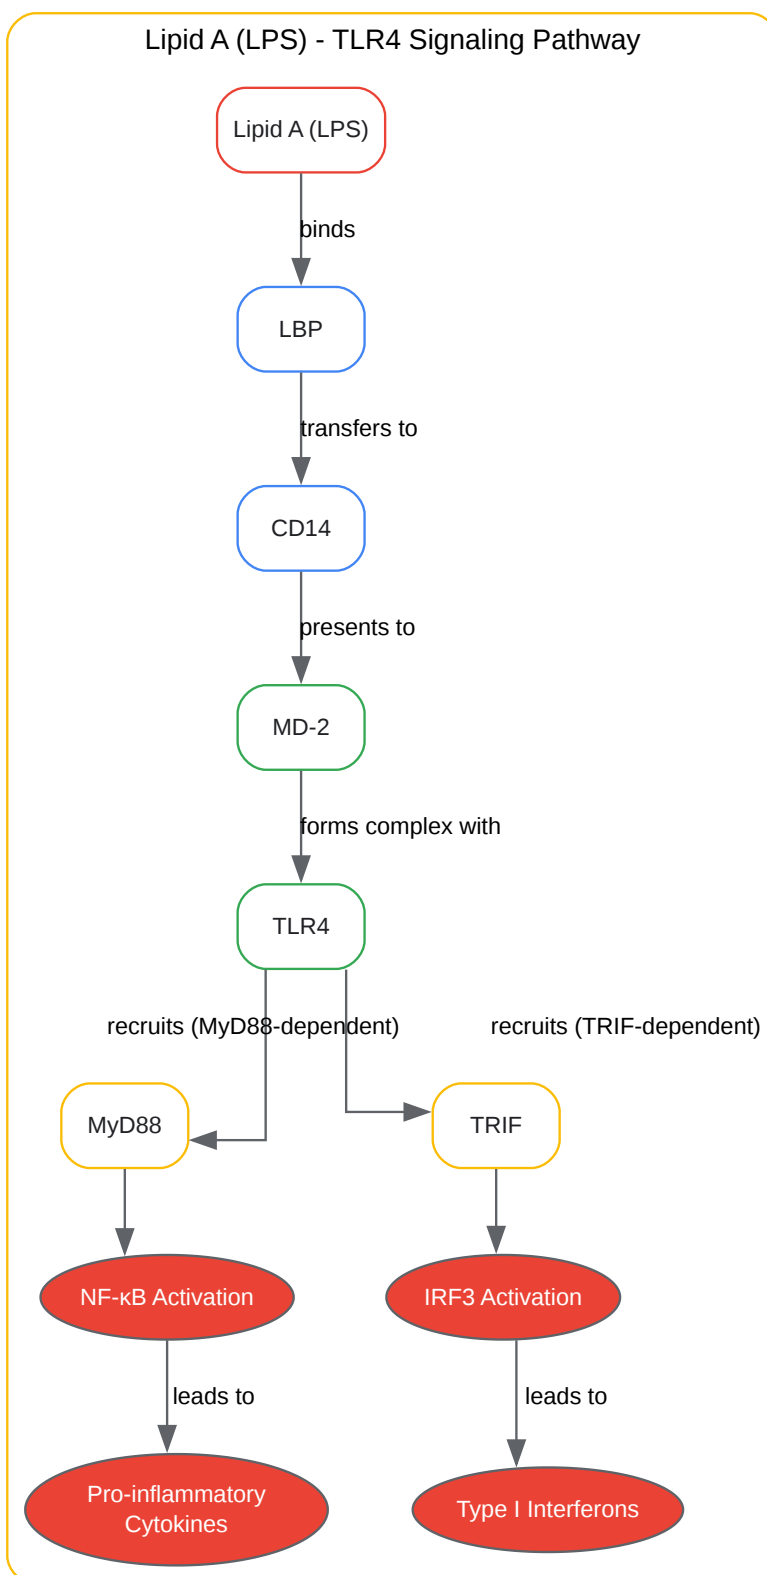 Lipid A (LPS) - TLR4 Signaling Pathway
Lipid A (LPS)
binds
LBP
transfers to
CD14
presents to
MD-2
forms complex with
TLR4
recruits (MyD88-dependent)
recruits (TRIF-dependent)
MyD88
TRIF
NF-κB Activation
IRF3 Activation
leads to
leads to
Pro-inflammatory
Cytokines
Type I Interferons